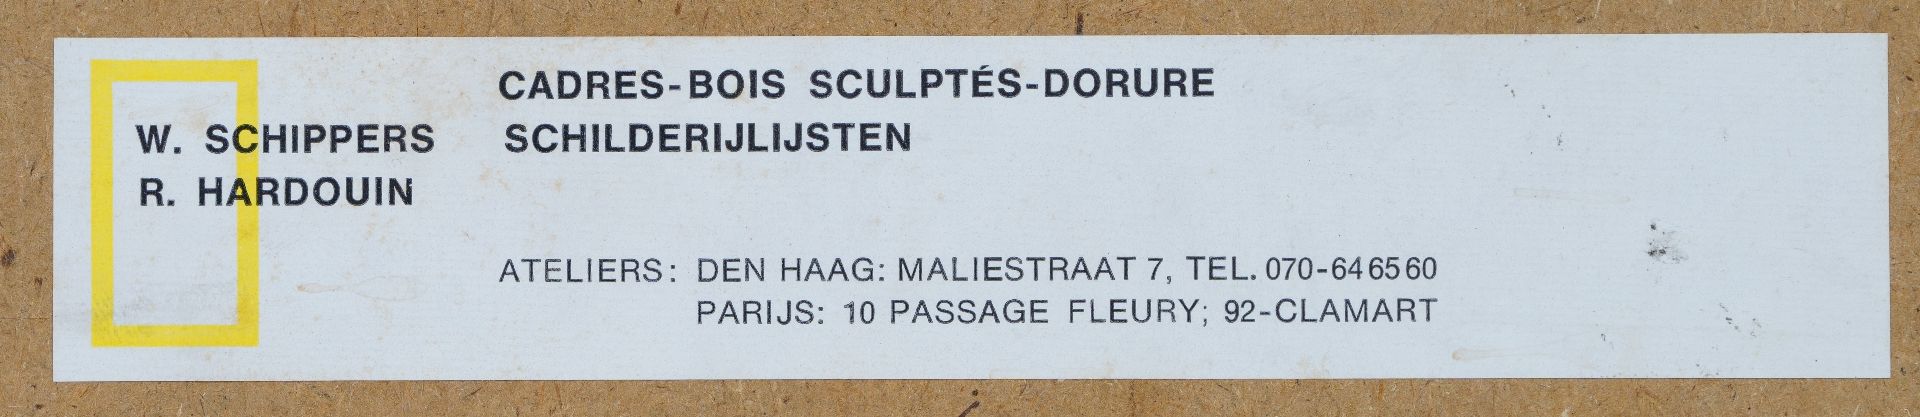 CADRES-BOIS SCULPTÉS-DORURE
W. SCHIPPERS SCHILDERIJLIJSTEN
R. HARDOUIN
ATELIERS: DEN HAAG: MALIESTRAAT 7, TEL. 070-646560
PARIJS: 10 PASSAGE FLEURY; 92-CLAMART